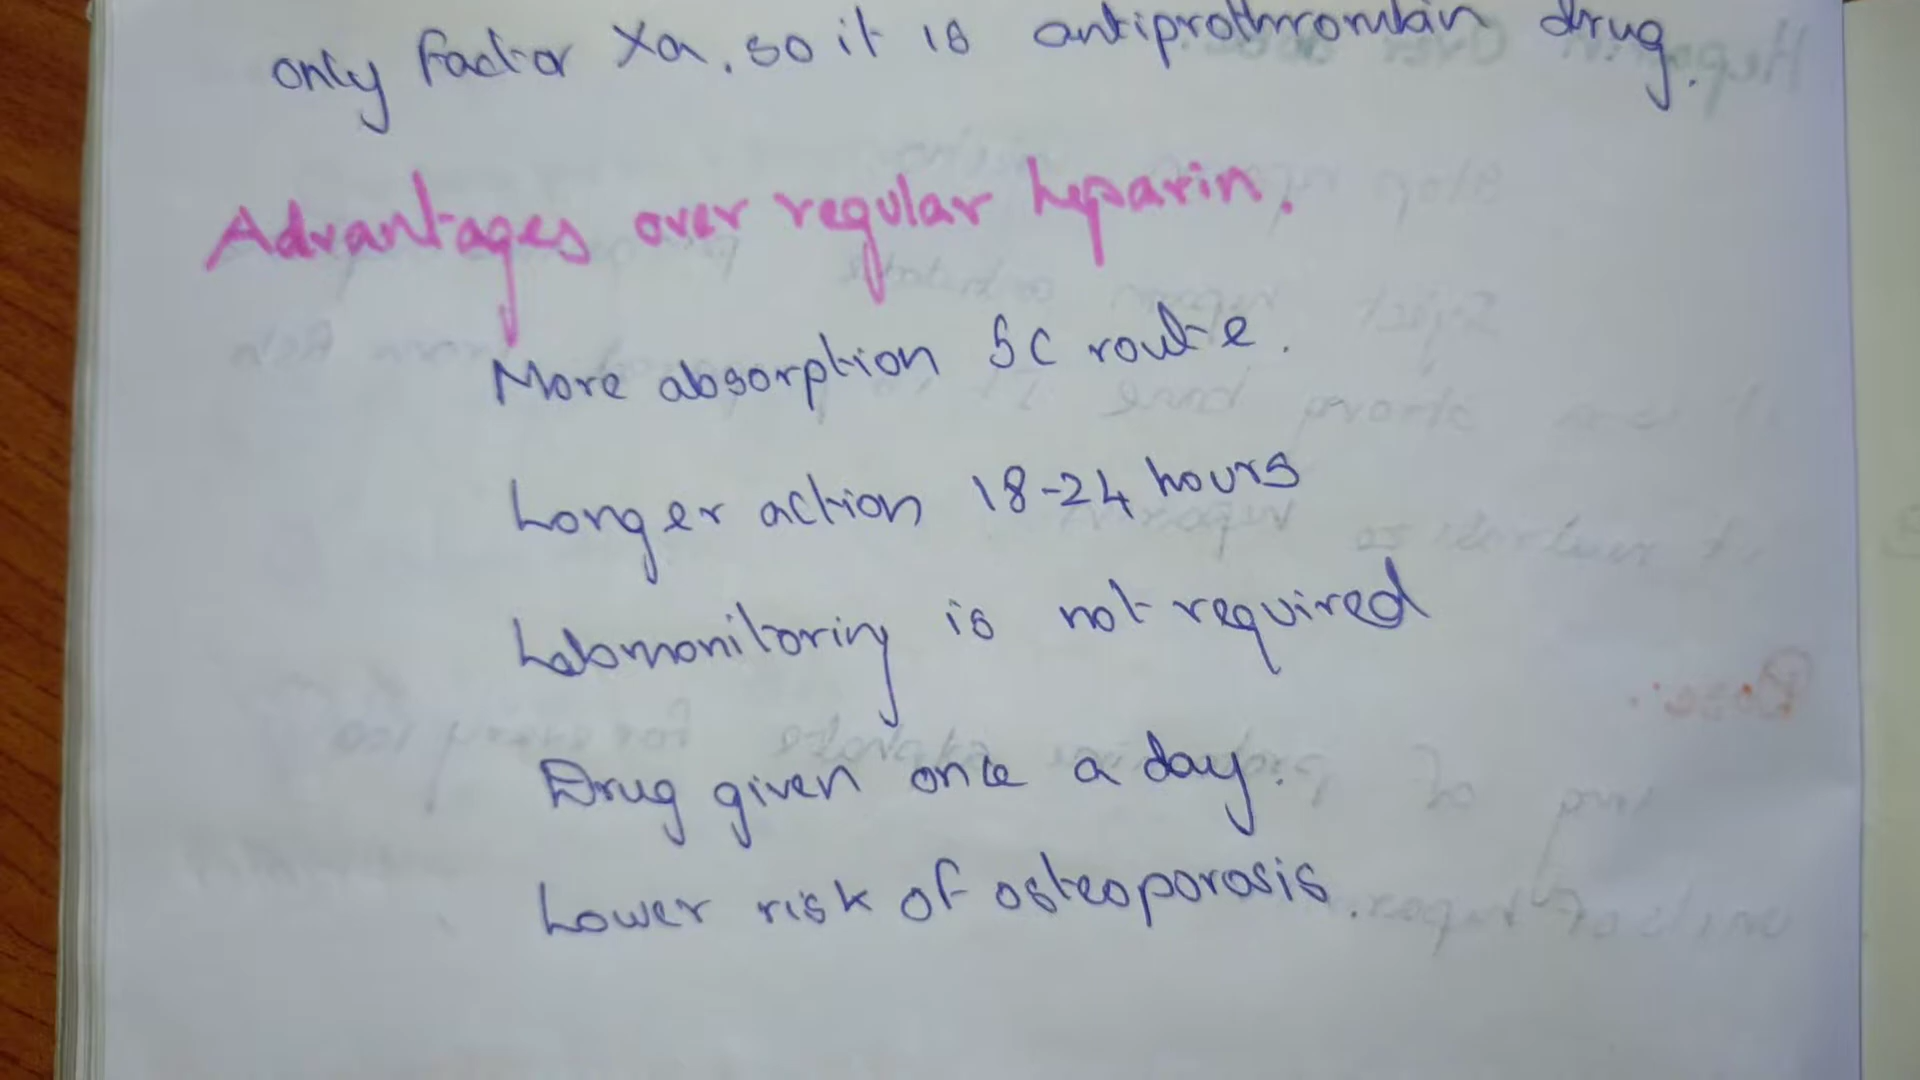 only factor Xa. so it is antiprothrombin drug.
Advantages over regular heparin.
More absorption SC route.
Longer action 18-24 hours
Labmonitoring is not required
Drug given once a day.
Lower risk of osteoporosis.